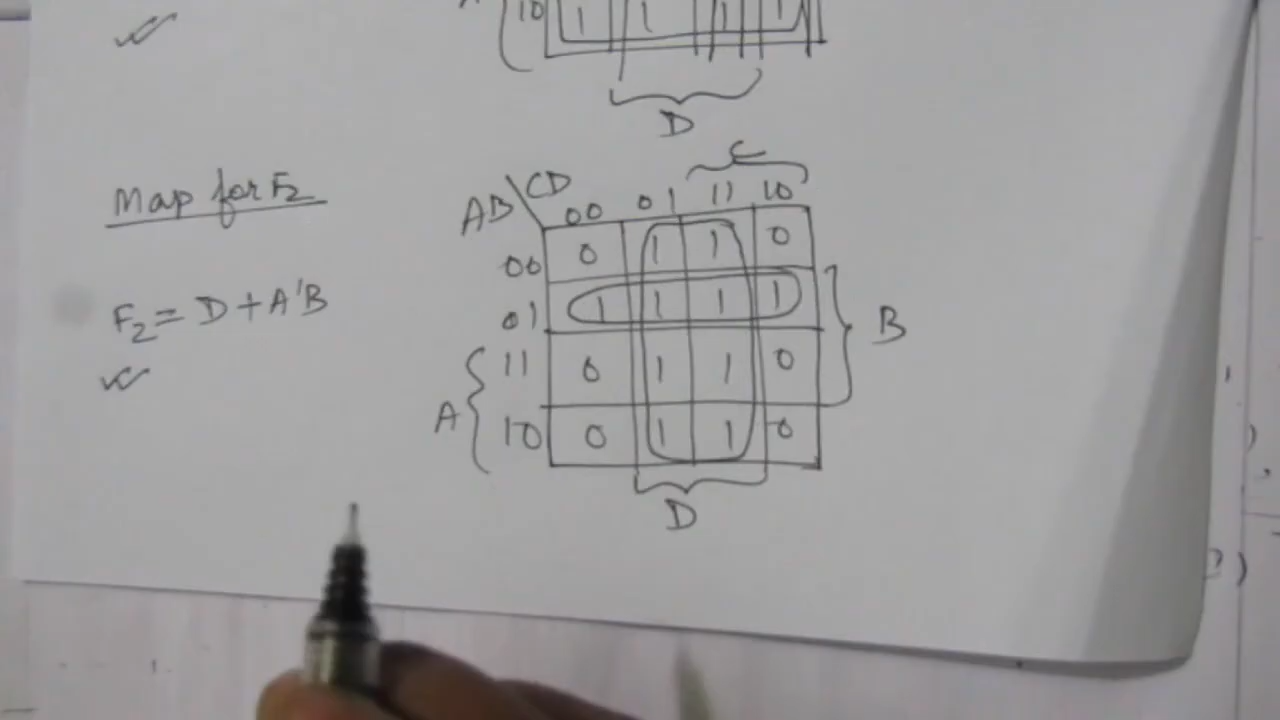 10 1 1 1 1
D
Map for F2
F2 = D + A'B
C
AB\CD 00 01 11 10
00 0 1 1 0
01 1 1 1 1
B
11 0 1 1 0
A
10 0 1 1 0
D